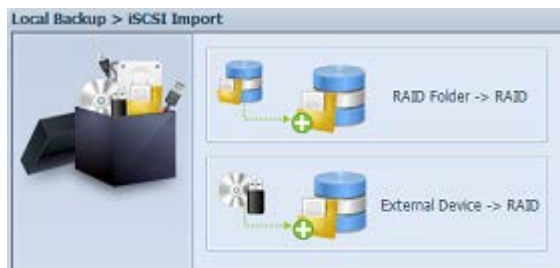 Local Backup > iSCSI Import
RAID Folder -> RAID
External Device -> RAID